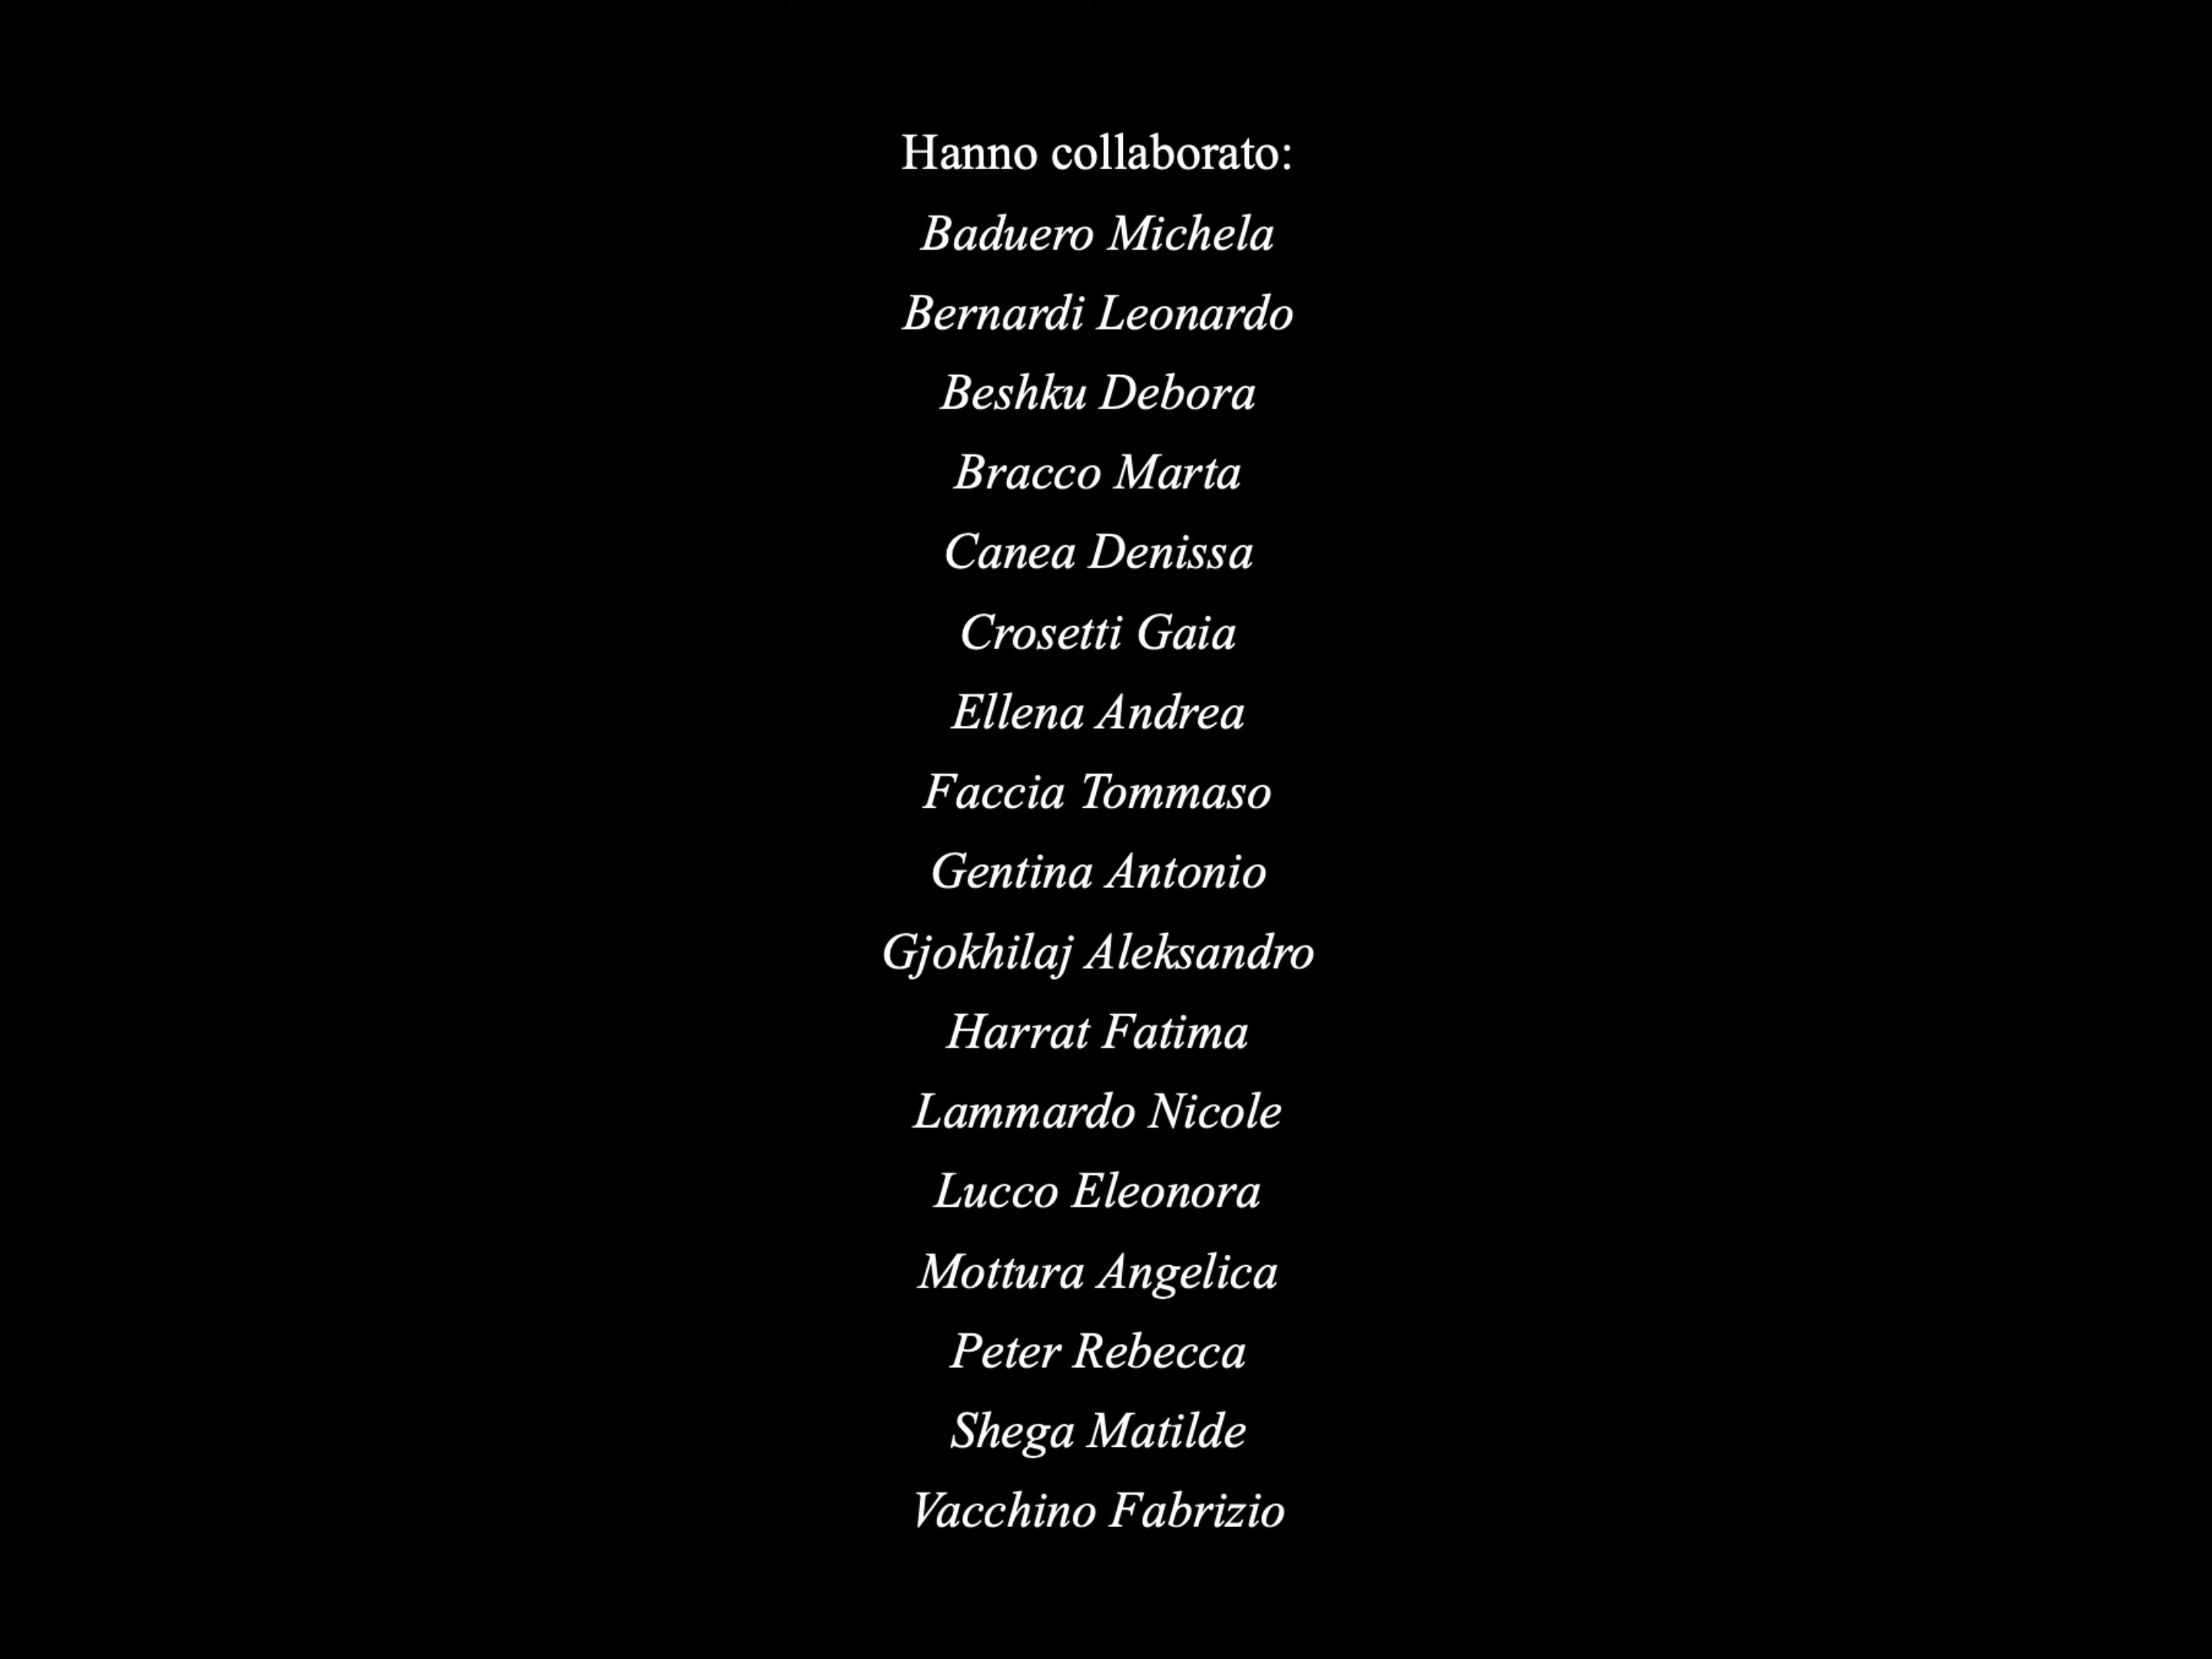 Hanno collaborato:
Baduero Michela
Bernardi Leonardo
Beshku Debora
Bracco Marta
Canea Denissa
Crosetti Gaia
Ellena Andrea
Faccia Tommaso
Gentina Antonio
Gjokhilaj Aleksandro
Harrat Fatima
Lammardo Nicole
Lucco Eleonora
Mottura Angelica
Peter Rebecca
Shega Matilde
Vacchino Fabrizio